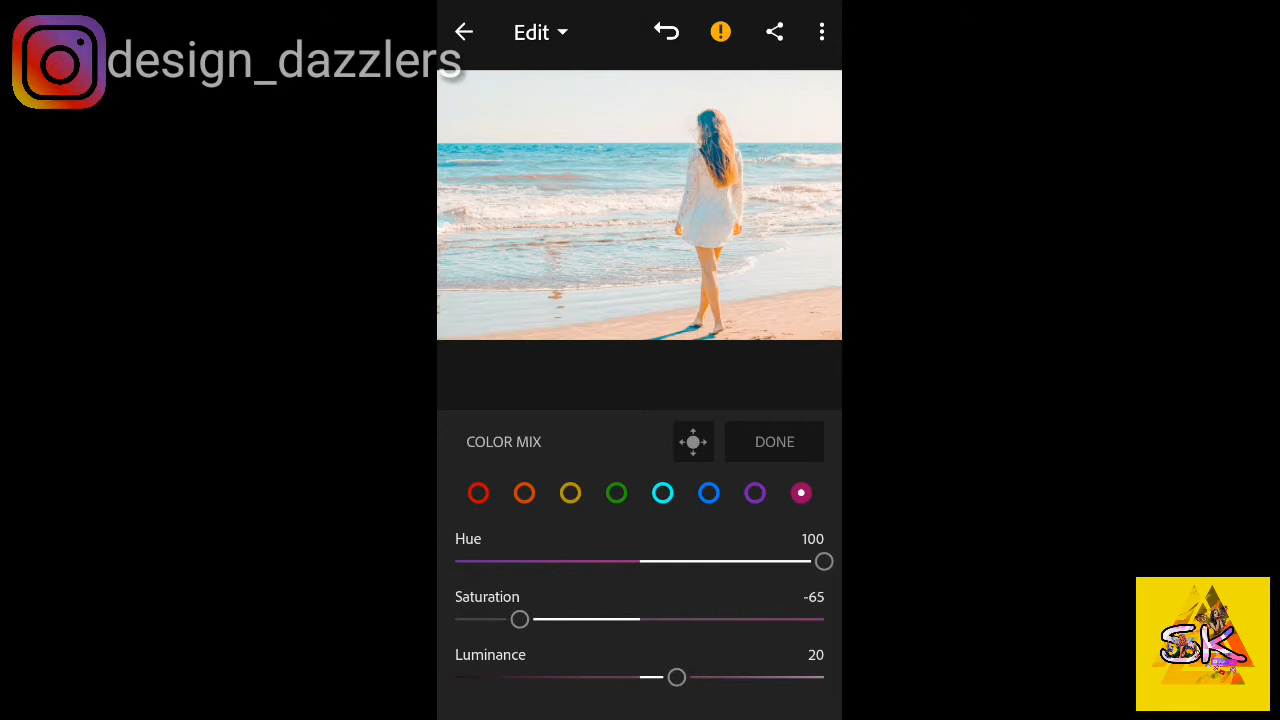 design_dazzlers
Edit
COLOR MIX
DONE
Hue
100
Saturation
-65
Luminance
20
SK